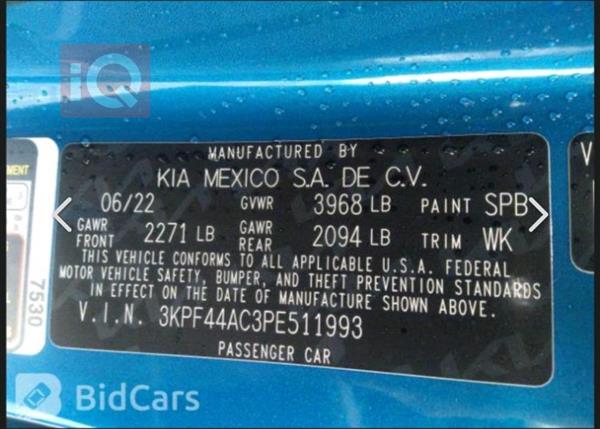 iQ
MANUFACTURED BY
KIA MEXICO S.A. DE C.V.
06/22 GVWR 3968 LB PAINT SPB
GAWR FRONT 2271 LB GAWR REAR 2094 LB TRIM WK
THIS VEHICLE CONFORMS TO ALL APPLICABLE U.S.A. FEDERAL
MOTOR VEHICLE SAFETY, BUMPER, AND THEFT PREVENTION STANDARDS
IN EFFECT ON THE DATE OF MANUFACTURE SHOWN ABOVE.
V.I.N. 3KPF44AC3PE511993
PASSENGER CAR
7530
BidCars